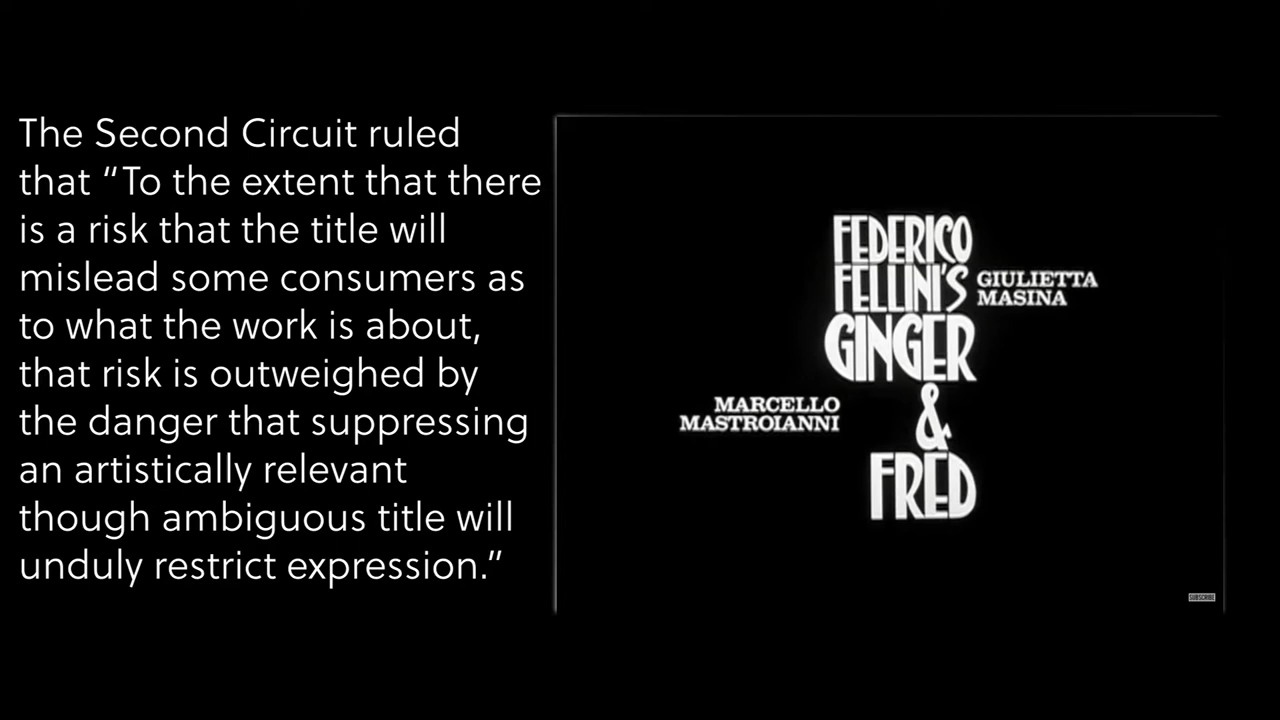 The Second Circuit ruled
that “To the extent that there
is a risk that the title will
mislead some consumers as
to what the work is about,
that risk is outweighed by
the danger that suppressing
an artistically relevant
though ambiguous title will
unduly restrict expression.”
FEDERICO
FELLINI'S
GIULIETTA
MASINA
GINGER
MARCELLO
MASTROIANNI
&
FRED
SUBSCRIBE